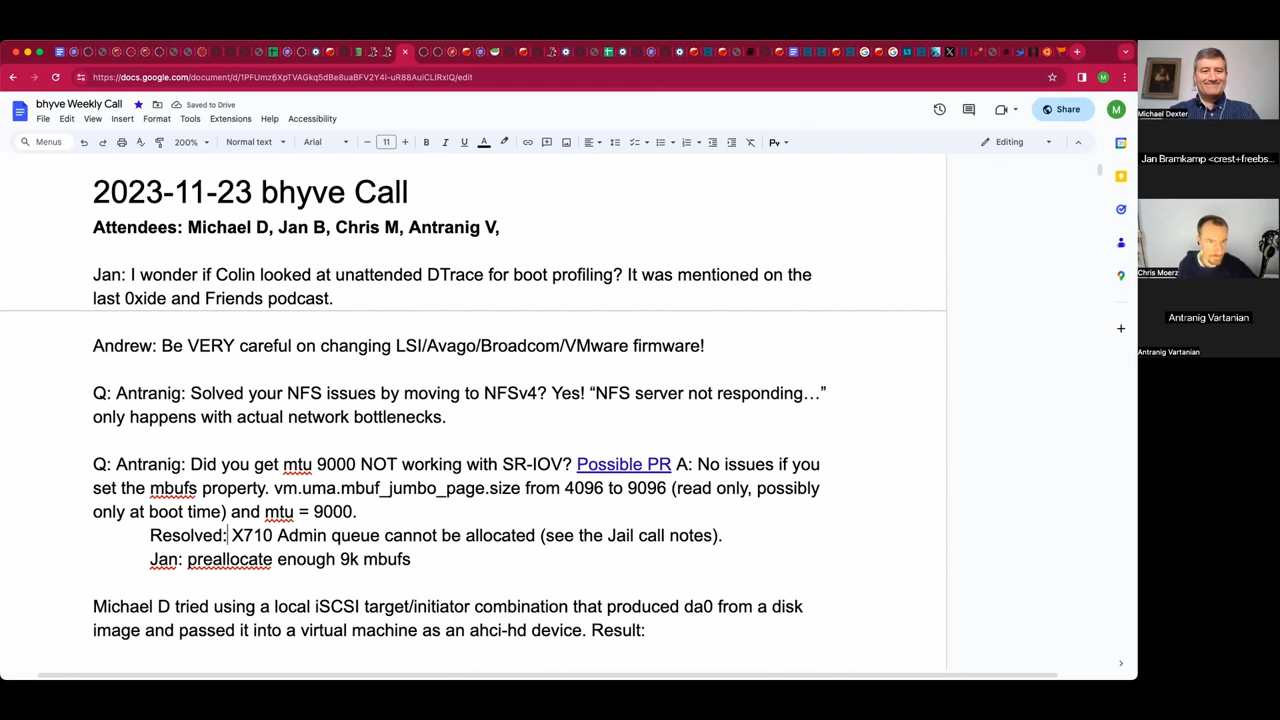 https://docs.google.com/document/d/1PFUmz6XpTVAGkq5dBe8uaBFV2Y4i-uR88AuiCLlRxIQ/edit
bhyve Weekly Call
Saved to Drive
File Edit View Insert Format Tools Extensions Help Accessibility
Share
M
Menus
200%
Normal text
Arial
11
Editing
2023-11-23 bhyve Call
Attendees: Michael D, Jan B, Chris M, Antranig V,
Jan: I wonder if Colin looked at unattended DTrace for boot profiling? It was mentioned on the
last 0xide and Friends podcast.
Andrew: Be VERY careful on changing LSI/Avago/Broadcom/VMware firmware!
Q: Antranig: Solved your NFS issues by moving to NFSv4? Yes! “NFS server not responding…”
only happens with actual network bottlenecks.
Q: Antranig: Did you get mtu 9000 NOT working with SR-IOV? Possible PR A: No issues if you
set the mbufs property. vm.uma.mbuf_jumbo_page.size from 4096 to 9096 (read only, possibly
only at boot time) and mtu = 9000.
Resolved: X710 Admin queue cannot be allocated (see the Jail call notes).
Jan: preallocate enough 9k mbufs
Michael D tried using a local iSCSI target/initiator combination that produced da0 from a disk
image and passed it into a virtual machine as an ahci-hd device. Result:
Michael Dexter
Jan Bramkamp <crest+freebs...
Chris Moerz
Antranig Vartanian
Antranig Vartanian